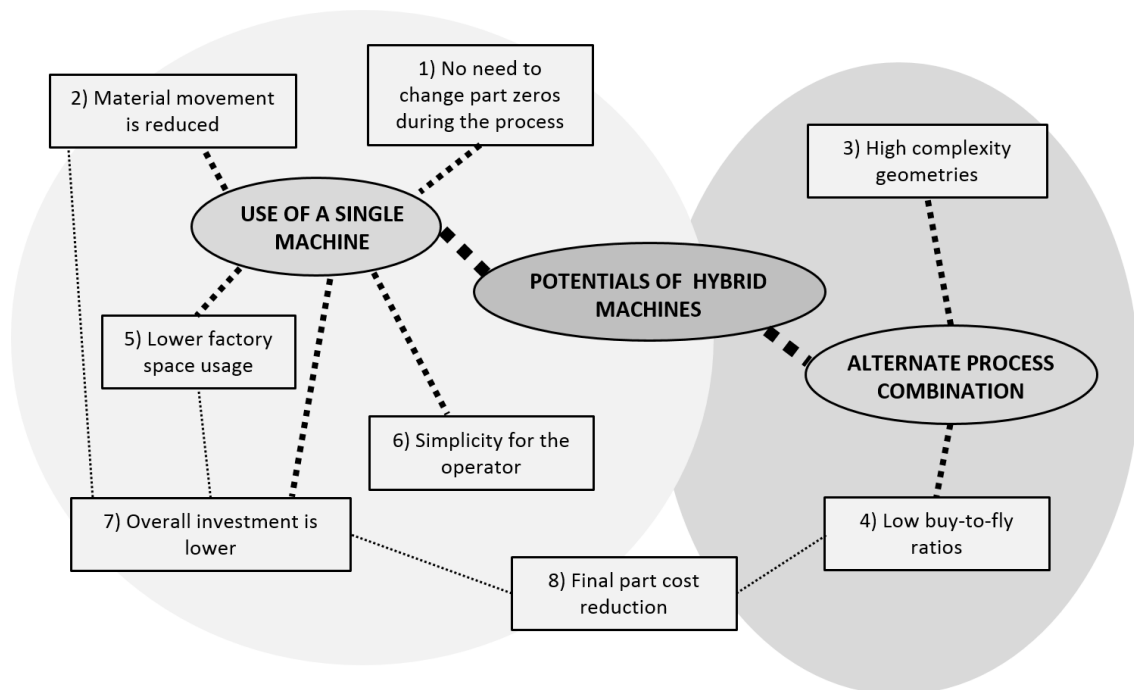 1) No need to
change part zeros
during the process
2) Material movement
is reduced
3) High complexity
geometries
USE OF A SINGLE
MACHINE
POTENTIALS OF HYBRID
MACHINES
5) Lower factory
space usage
ALTERNATE PROCESS
COMBINATION
6) Simplicity for the
operator
7) Overall investment is
lower
4) Low buy-to-fly
ratios
8) Final part cost
reduction